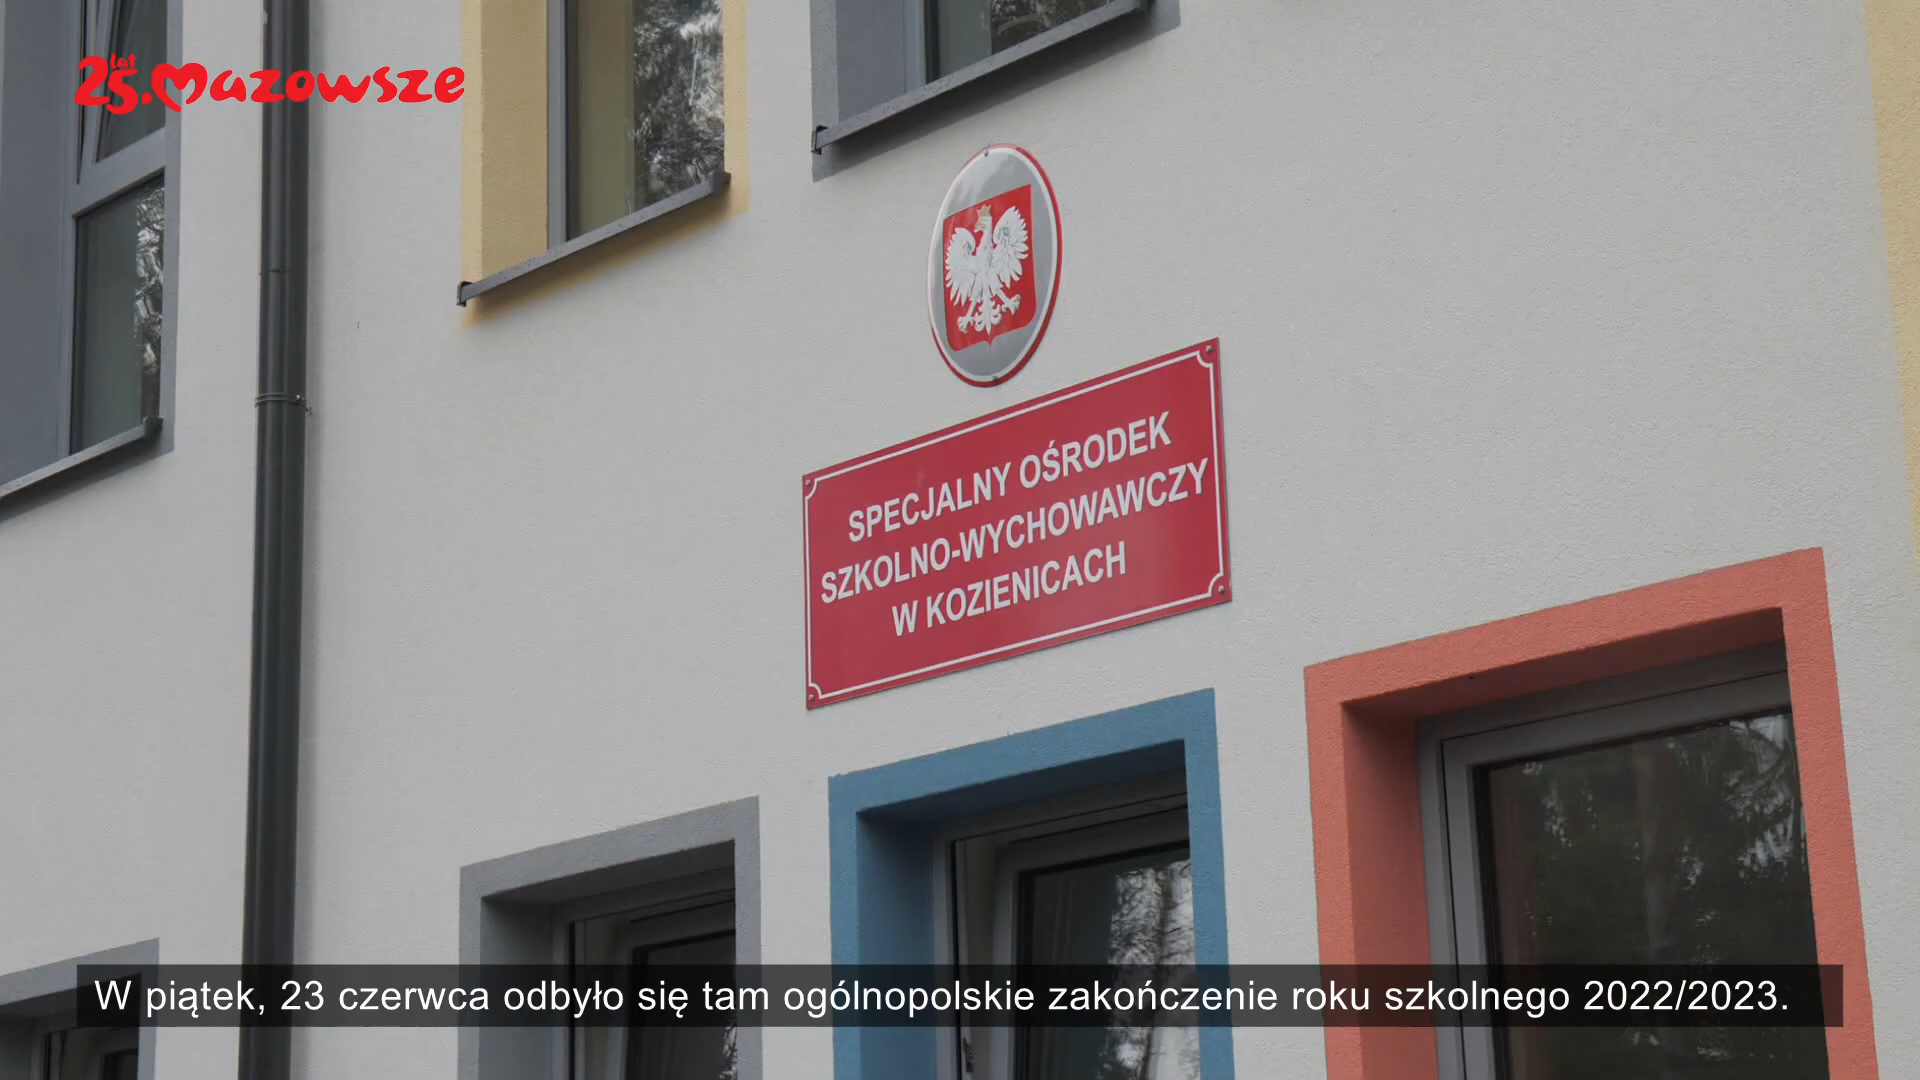 25 lat
.Mazowsze
SPECJALNY OŚRODEK
SZKOLNO-WYCHOWAWCZY
W KOZIENICACH
W piątek, 23 czerwca odbyło się tam ogólnopolskie zakończenie roku szkolnego 2022/2023.